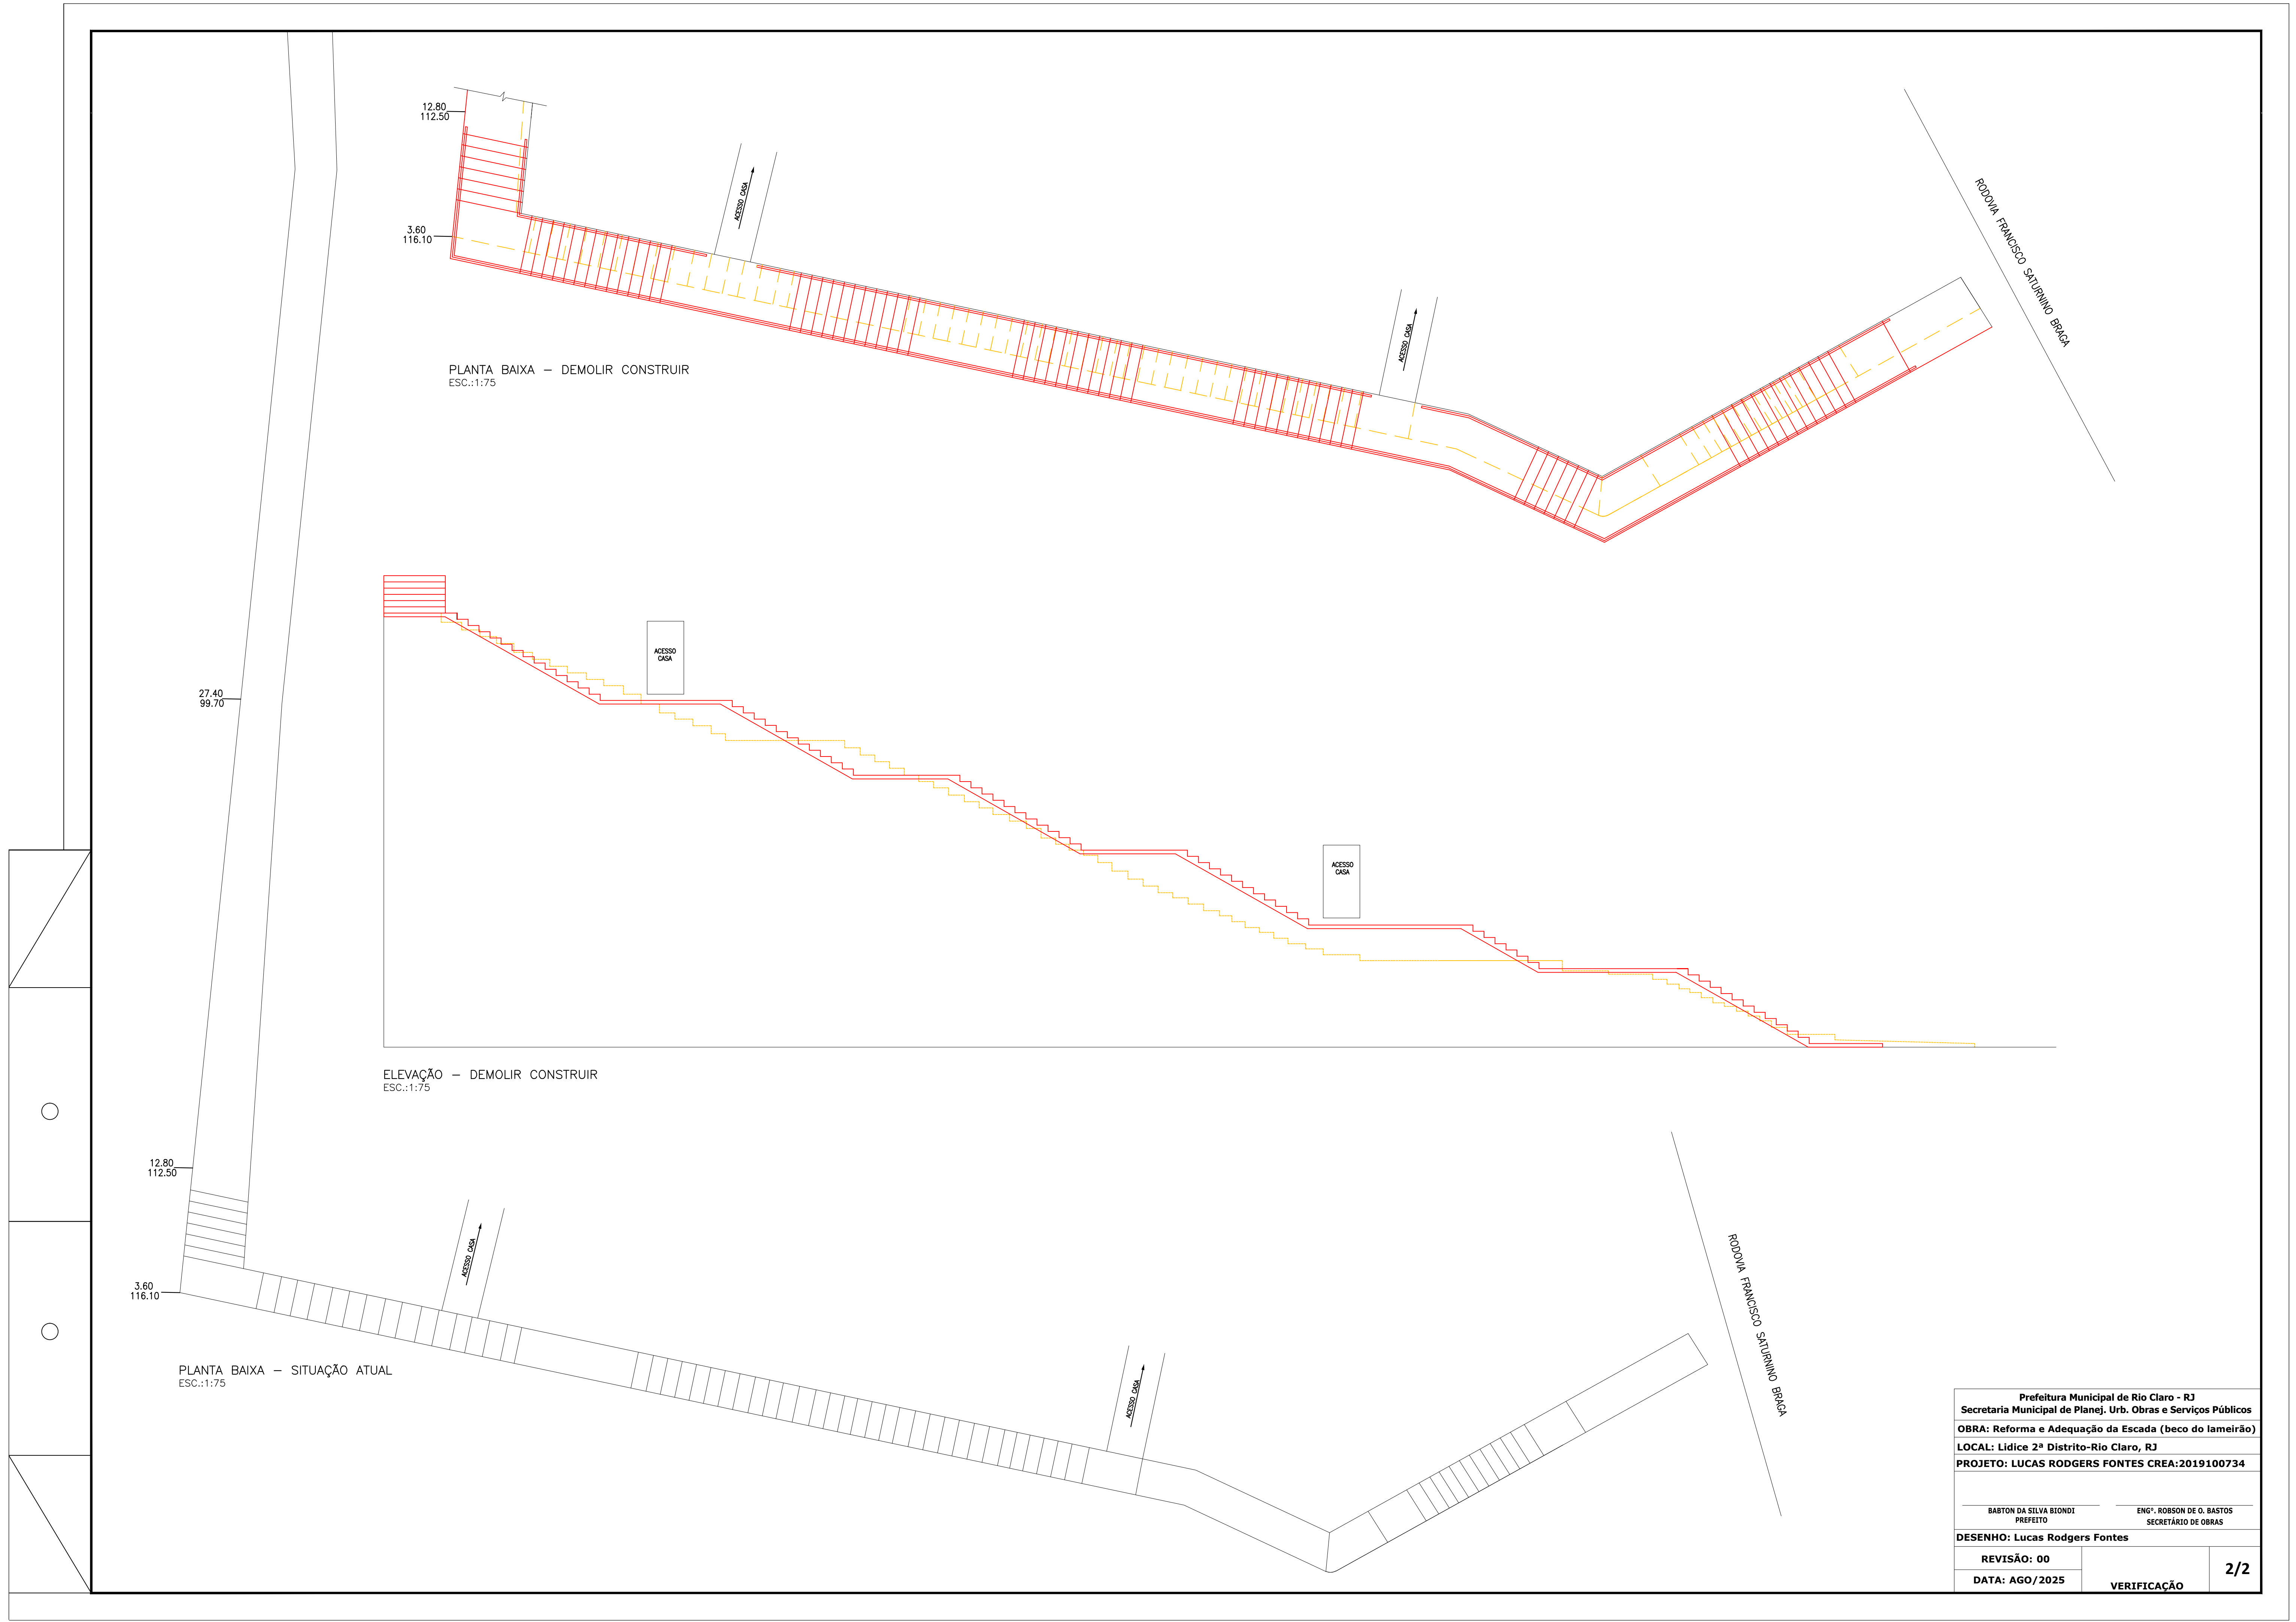 12.80
112.50
3.60
116.10
ACESSO CASA
ACESSO CASA
RODOVIA FRANCISCO SATURNINO BRAGA
PLANTA BAIXA – DEMOLIR CONSTRUIR
ESC.:1:75
ACESSO
CASA
27.40
99.70
ACESSO
CASA
ELEVAÇÃO – DEMOLIR CONSTRUIR
ESC.:1:75
12.80
112.50
3.60
116.10
ACESSO CASA
ACESSO CASA
RODOVIA FRANCISCO SATURNINO BRAGA
PLANTA BAIXA – SITUAÇÃO ATUAL
ESC.:1:75
Prefeitura Municipal de Rio Claro - RJ
Secretaria Municipal de Planej. Urb. Obras e Serviços Públicos
OBRA: Reforma e Adequação da Escada (beco do lameirão)
LOCAL: Lidice 2ª Distrito-Rio Claro, RJ
PROJETO: LUCAS RODGERS FONTES CREA:2019100734
BABTON DA SILVA BIONDI
PREFEITO
ENGº. ROBSON DE O. BASTOS
SECRETÁRIO DE OBRAS
DESENHO: Lucas Rodgers Fontes
REVISÃO: 00
DATA: AGO/2025
VERIFICAÇÃO
2/2